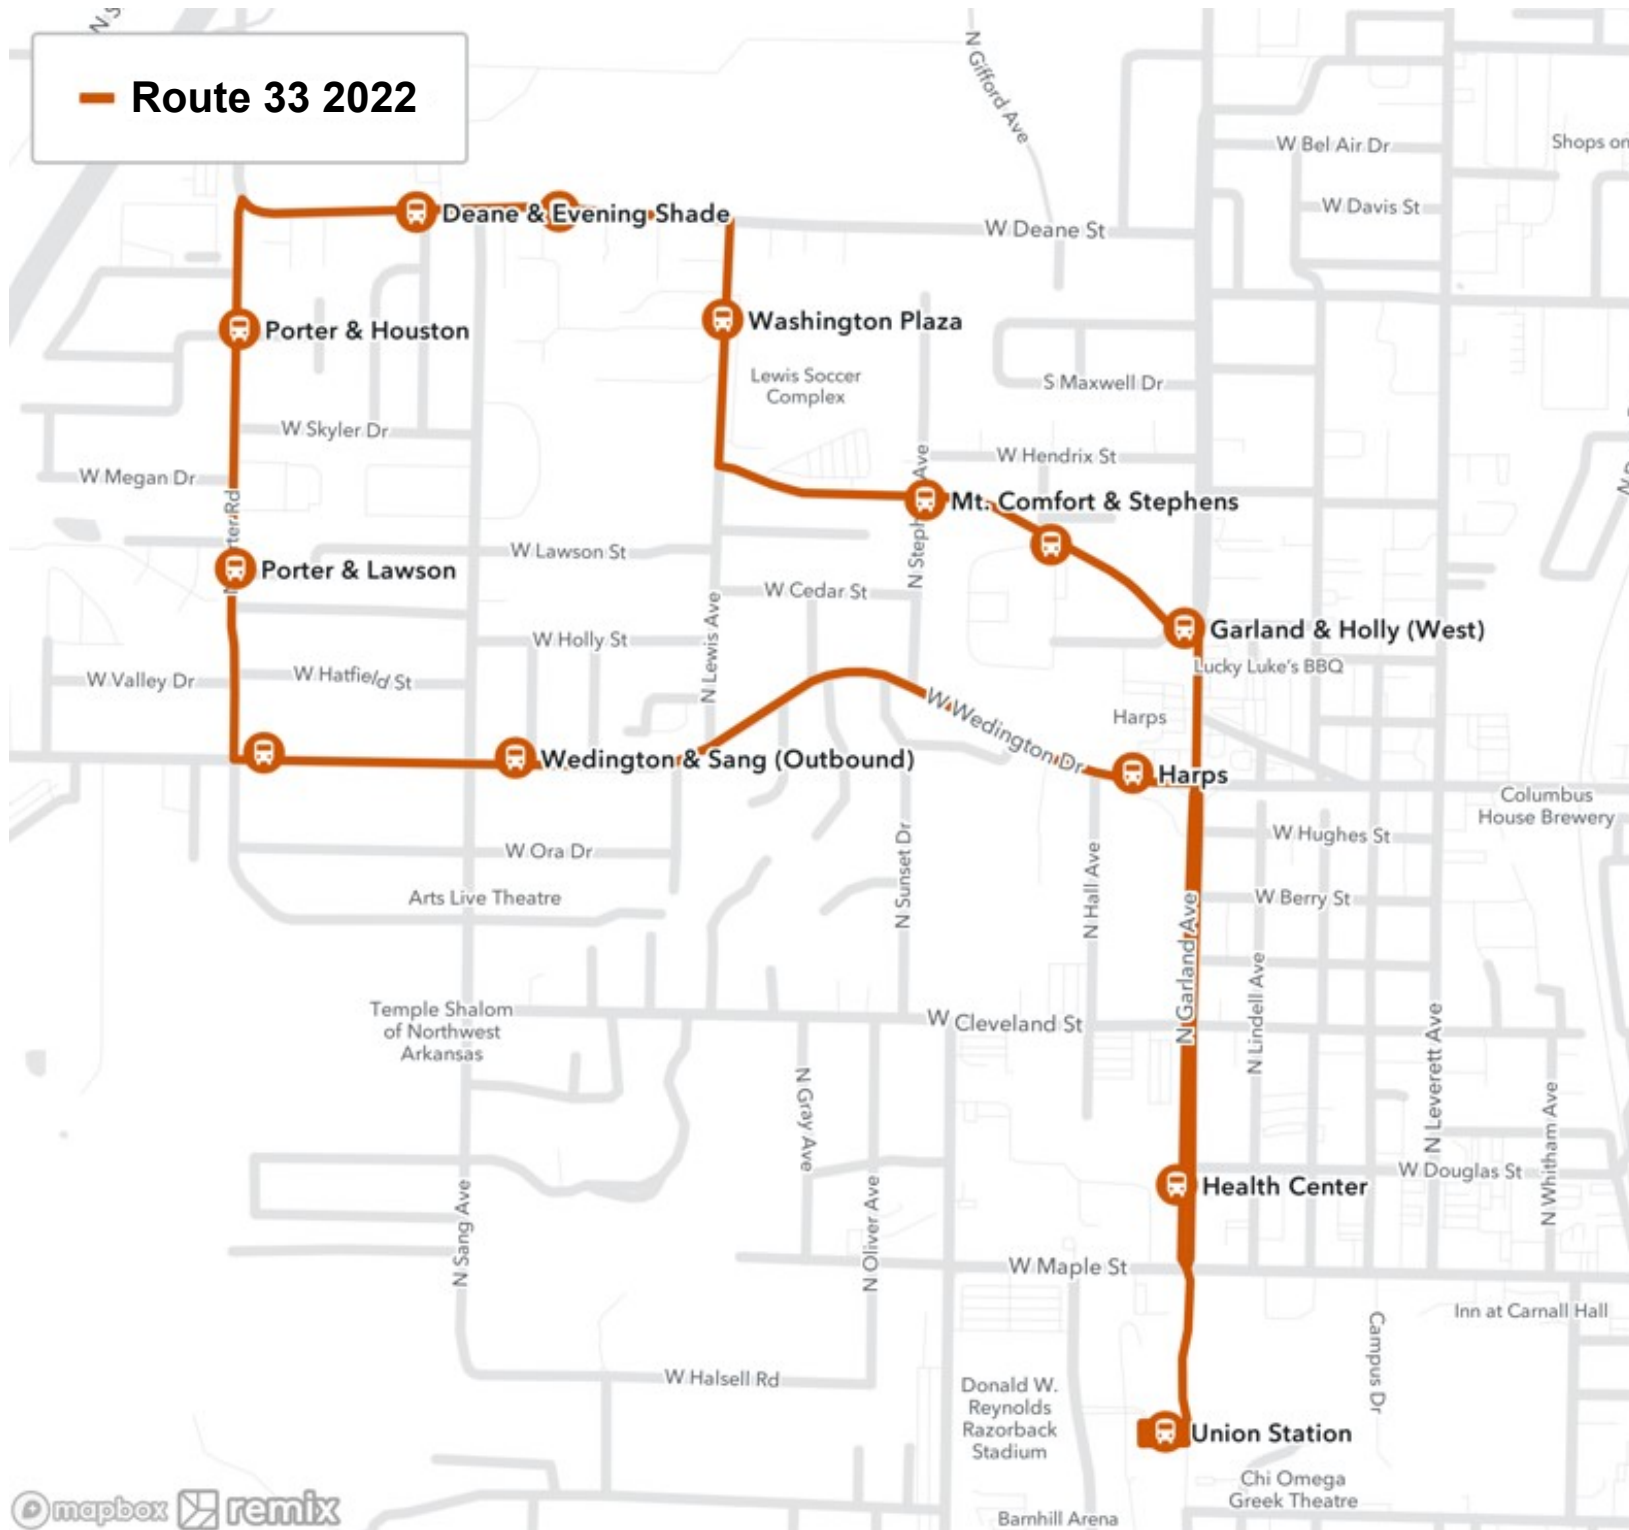 N S
Route 33 2022
N Gifford Ave
W Bel Air Dr
Shops on
W Davis St
Deane & Evening Shade
W Deane St
Porter & Houston
Washington Plaza
Lewis Soccer
Complex
S Maxwell Dr
W Skyler Dr
W Hendrix St
W Megan Dr
Mt. Comfort & Stephens
N Steph
Ave
rter Rd
W Lawson St
Porter & Lawson
W Cedar St
W Holly St
Garland & Holly (West)
Lucky Luke's BBQ
N Lewis Ave
W Valley Dr
W Hatfield St
W Wedington Dr
Harps
Wedington & Sang (Outbound)
Harps
Columbus
House Brewery
W Hughes St
W Ora Dr
N Sunset Dr
N Hall Ave
Arts Live Theatre
W Berry St
N Garland Ave
N Lindell Ave
Temple Shalom
of Northwest
Arkansas
W Cleveland St
N Leverett Ave
N Gray Ave
N Whitham Ave
W Douglas St
Health Center
N Sang Ave
N Oliver Ave
W Maple St
Inn at Carnall Hall
Campus Dr
W Halsell Rd
Donald W.
Reynolds
Razorback
Stadium
Union Station
Chi Omega
Greek Theatre
Barnhill Arena
mapbox remix